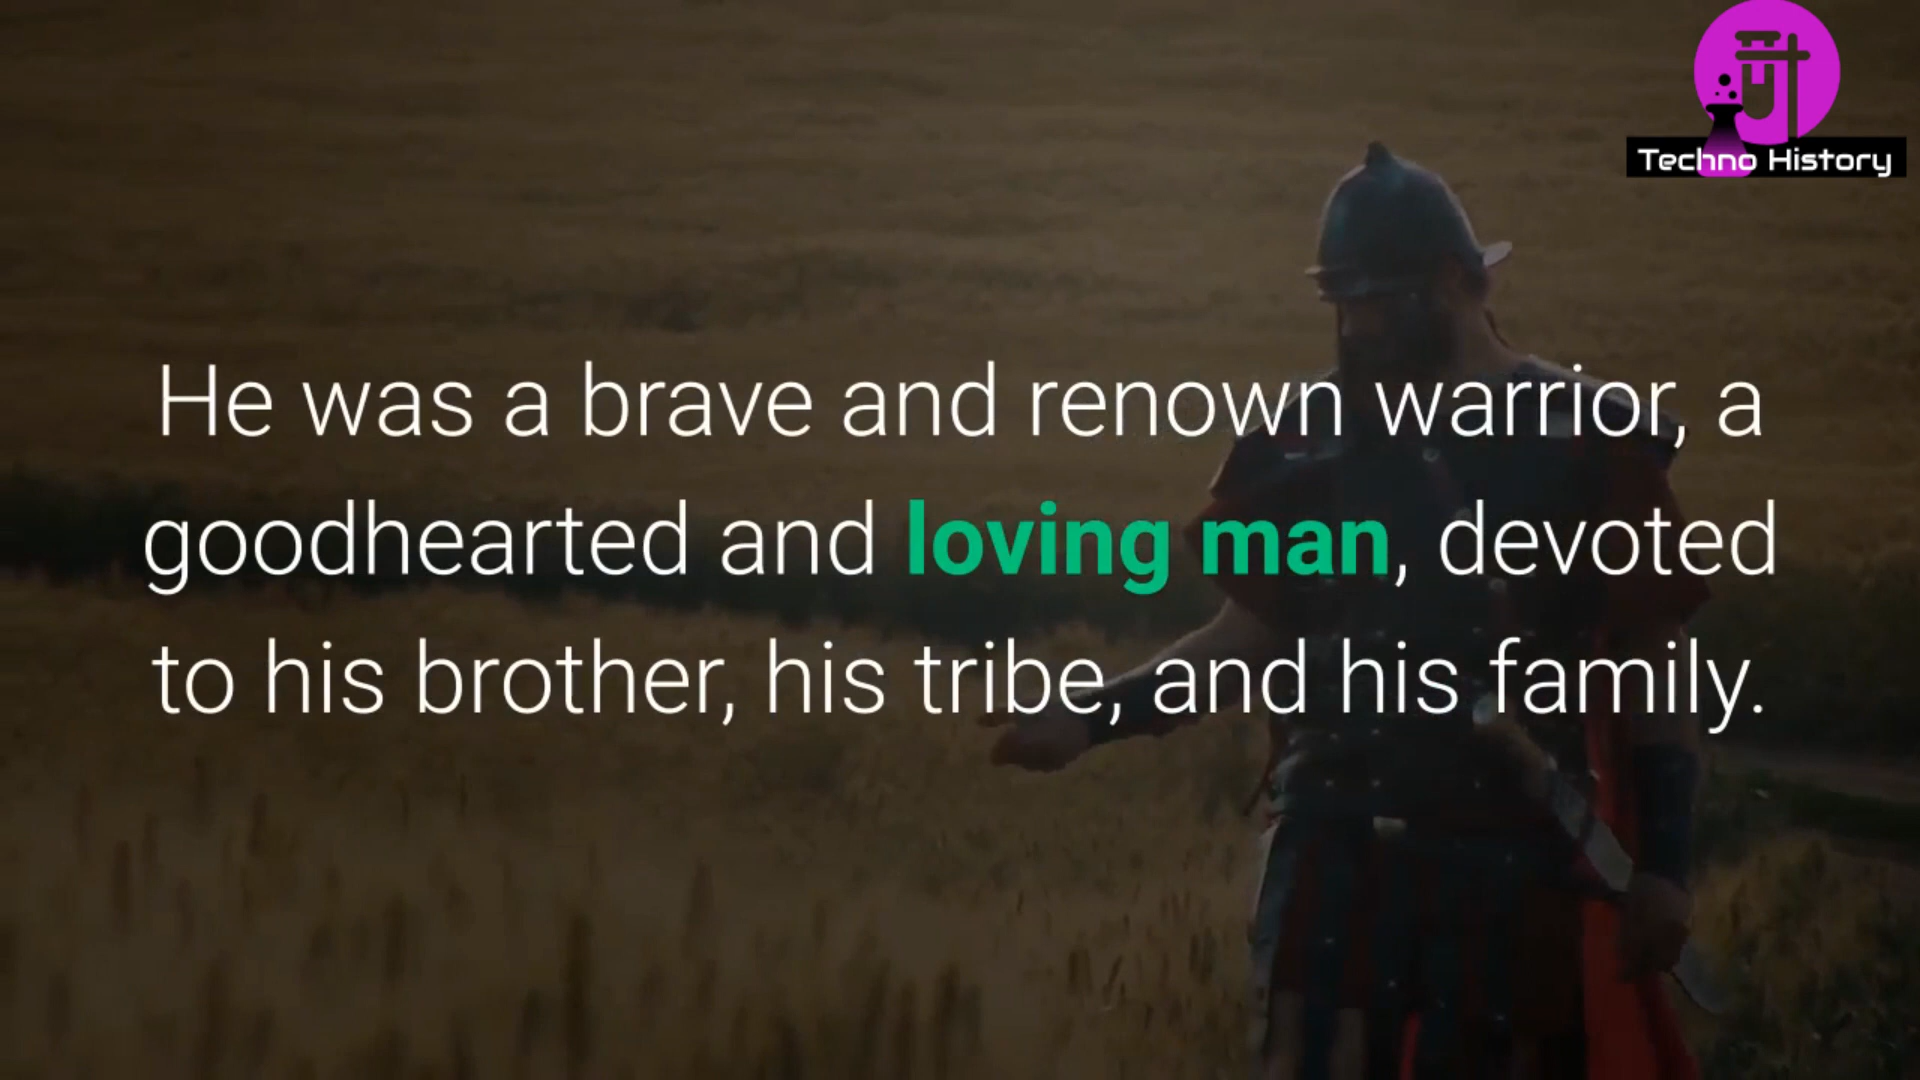 Techno History
He was a brave and renown warrior, a
goodhearted and loving man, devoted
to his brother, his tribe, and his family.